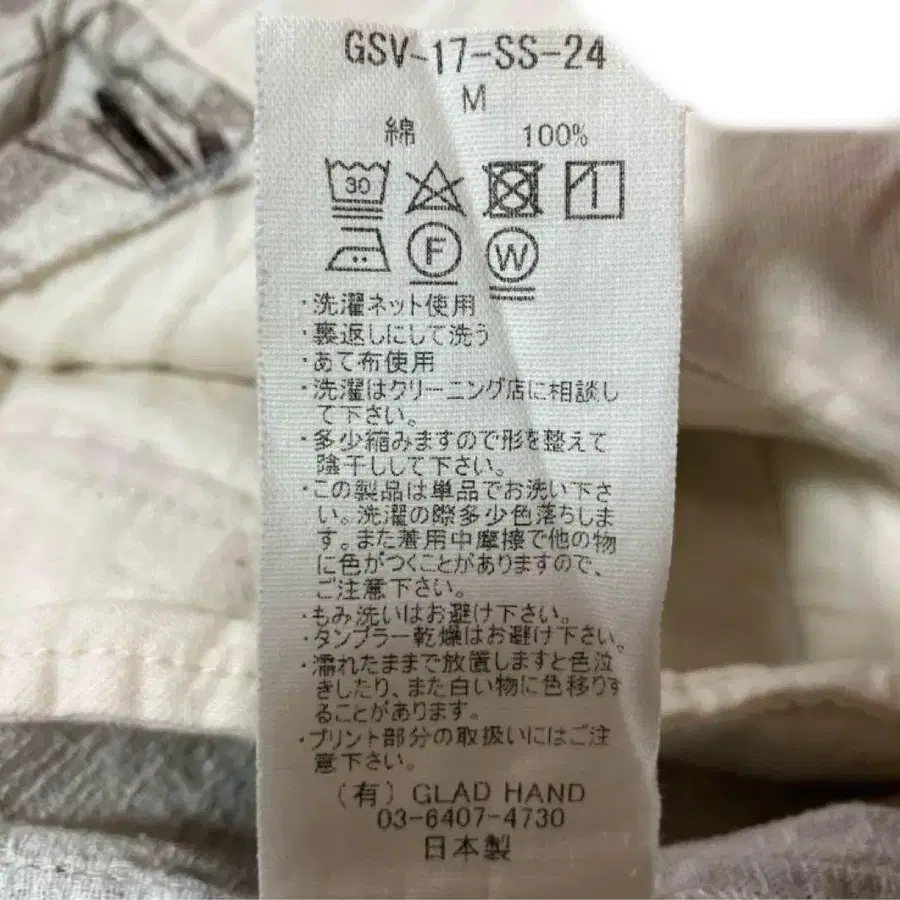 GSV-17-SS-24
M
綿 100%
30
F W
・洗濯ネット使用
・裏返しにして洗う
・あて布使用
・洗濯はクリーニング店に相談し
て下さい。
・多少縮みますので形を整えて
陰干しして下さい。
・この製品は単品でお洗い下さ
い。洗濯の際多少色落ちしま
す。また着用中摩擦で他の物
に色がつくことがありますので、
ご注意下さい。
・もみ洗いはお避け下さい。
・タンブラー乾燥はお避け下さい。
・濡れたままで放置しますと色泣
きしたり、また白い物に色移りす
ることがあります。
・プリント部分の取扱いにはご注
意下さい。
(有) GLAD HAND
03-6407-4730
日本製